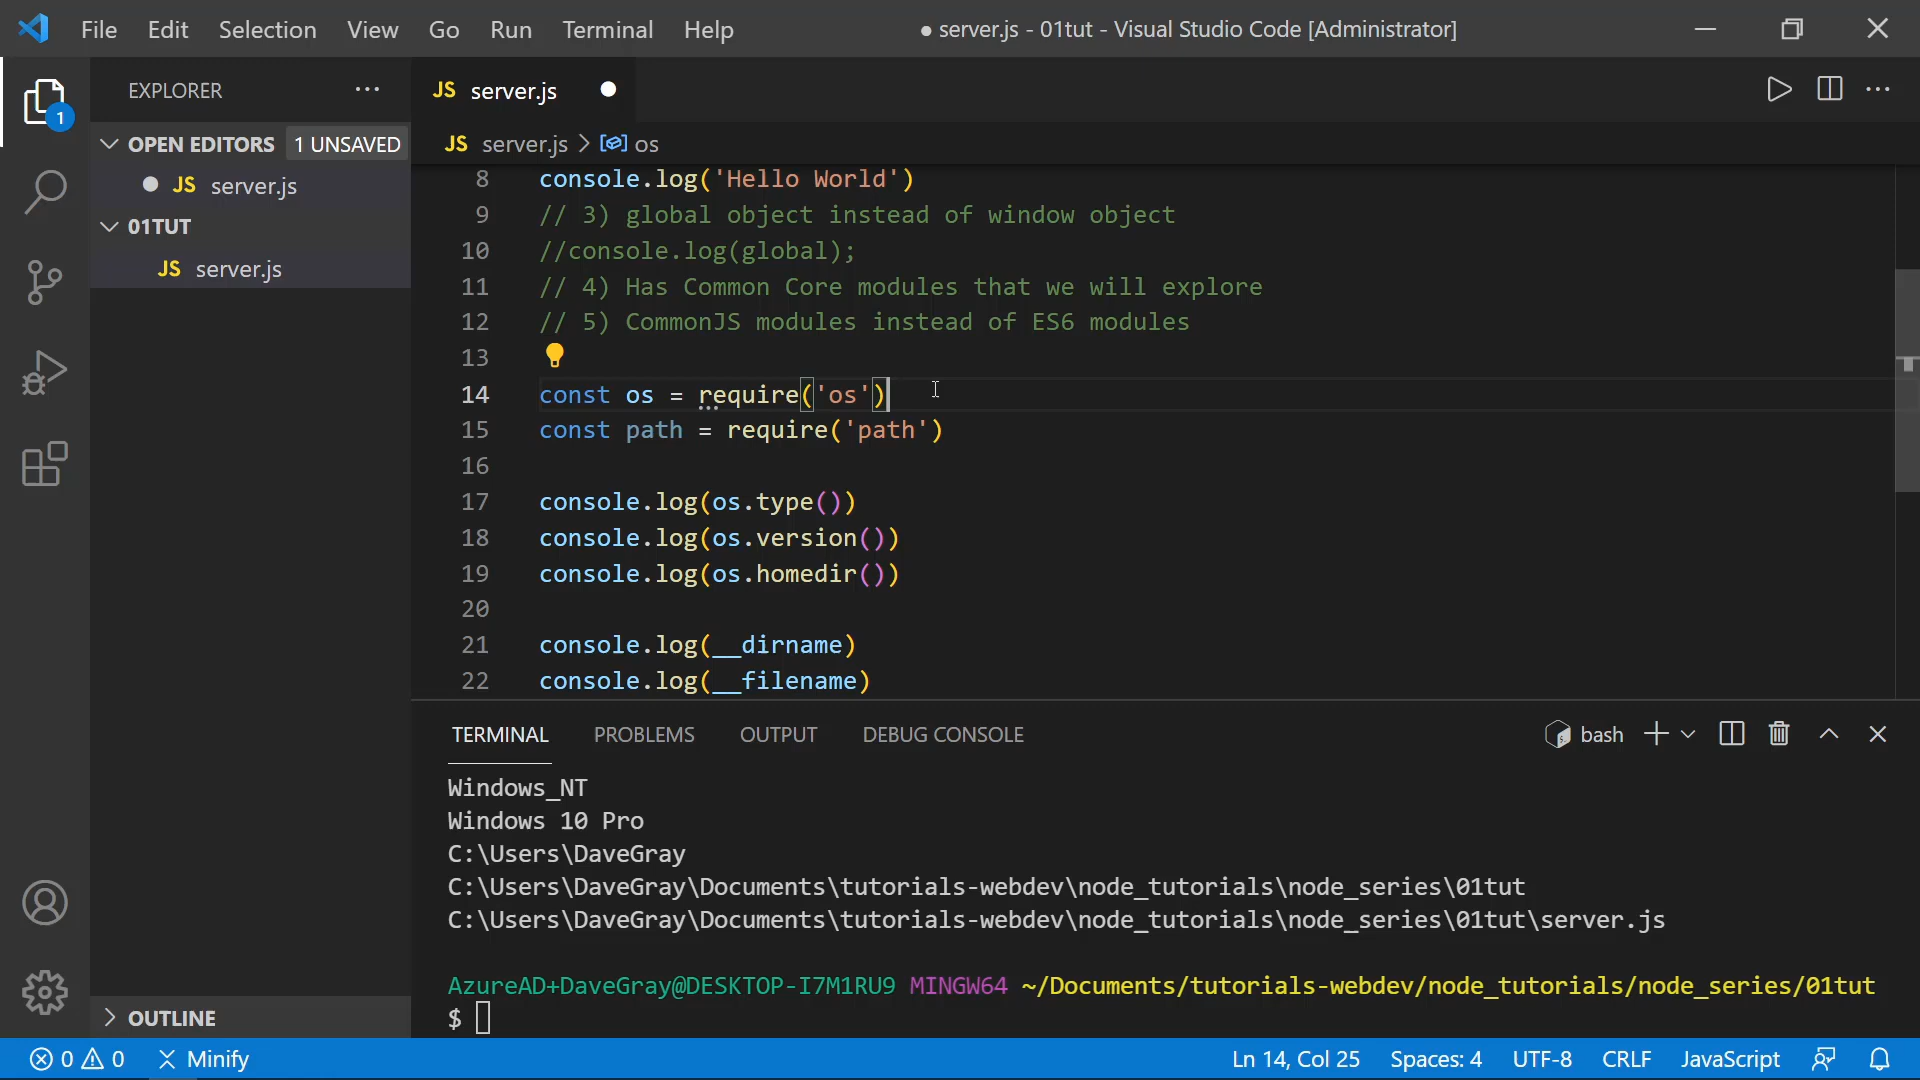 File Edit Selection View Go Run Terminal Help
● server.js - 01tut - Visual Studio Code [Administrator]
1
EXPLORER ···
OPEN EDITORS 1 UNSAVED
JS server.js
01TUT
JS server.js
OUTLINE
JS server.js ●
JS server.js > os
8 console.log('Hello World')
9 // 3) global object instead of window object
10 //console.log(global);
11 // 4) Has Common Core modules that we will explore
12 // 5) CommonJS modules instead of ES6 modules
13
14 const os = require('os')
15 const path = require('path')
16
17 console.log(os.type())
18 console.log(os.version())
19 console.log(os.homedir())
20
21 console.log(__dirname)
22 console.log(__filename)
TERMINAL PROBLEMS OUTPUT DEBUG CONSOLE
bash
Windows_NT
Windows 10 Pro
C:\Users\DaveGray
C:\Users\DaveGray\Documents\tutorials-webdev\node_tutorials\node_series\01tut
C:\Users\DaveGray\Documents\tutorials-webdev\node_tutorials\node_series\01tut\server.js
AzureAD+DaveGray@DESKTOP-I7M1RU9 MINGW64 ~/Documents/tutorials-webdev/node_tutorials/node_series/01tut
$
0 0 Minify
Ln 14, Col 25 Spaces: 4 UTF-8 CRLF JavaScript